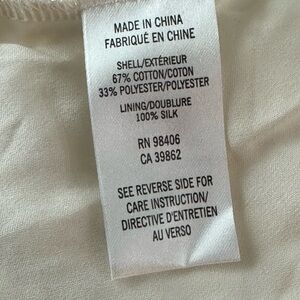 MADE IN CHINA
FABRIQUÉ EN CHINE
SHELL/EXTÉRIEUR
67% COTTON/COTON
33% POLYESTER/POLYESTER
LINING/DOUBLURE
100% SILK
RN 98406
CA 39862
SEE REVERSE SIDE FOR
CARE INSTRUCTION/
DIRECTIVE D'ENTRETIEN
AU VERSO